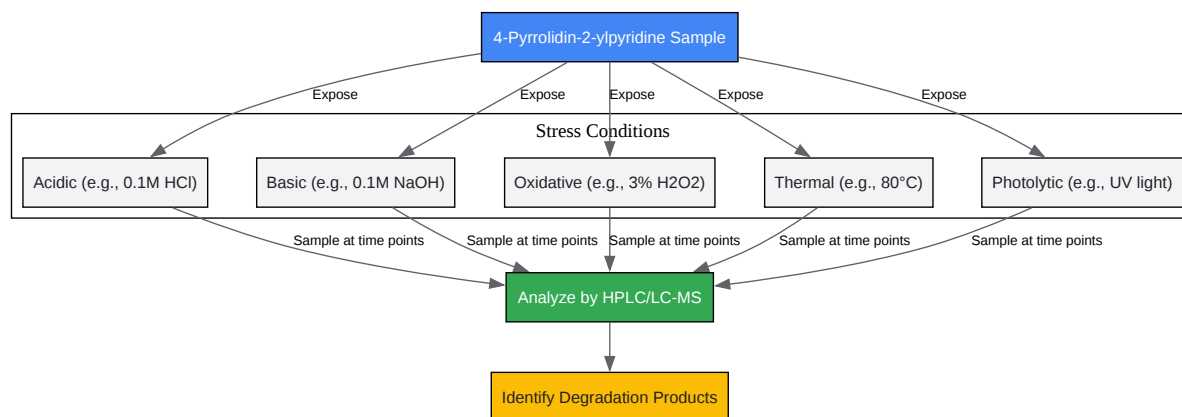 4-Pyrrolidin-2-ylpyridine Sample
Expose
Expose
Expose
Expose
Expose
Stress Conditions
Acidic (e.g., 0.1M HCl)
Basic (e.g., 0.1M NaOH)
Oxidative (e.g., 3% H2O2)
Thermal (e.g., 80°C)
Photolytic (e.g., UV light)
Sample at time points
Sample at time points
Sample at time points
Sample at time points
Sample at time points
Analyze by HPLC/LC-MS
Identify Degradation Products